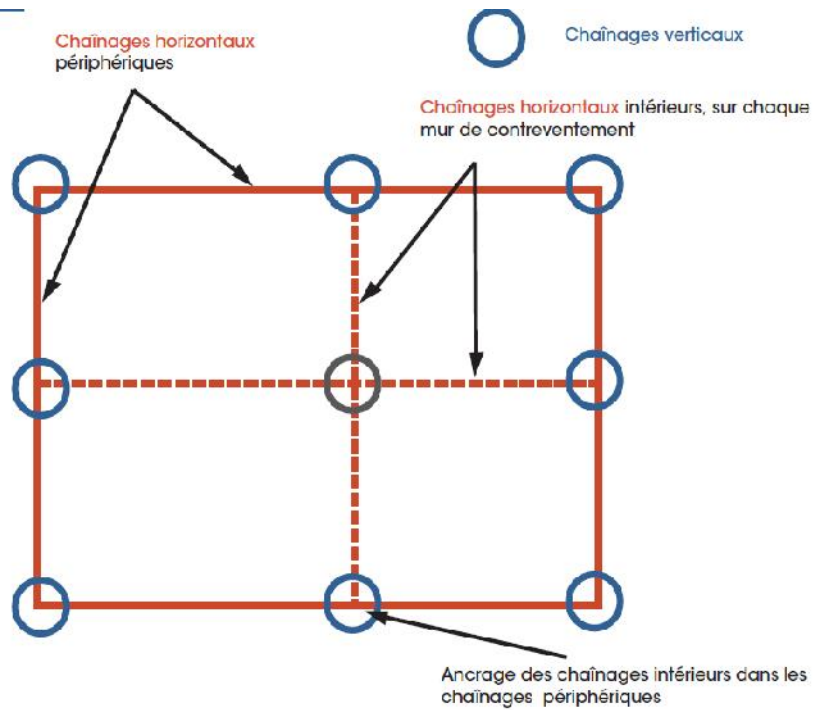 Chaînages horizontaux
périphériques
Chaînages verticaux
Chaînages horizontaux intérieurs, sur chaque
mur de contreventement
Ancrage des chaînages intérieurs dans les
chaînages périphériques